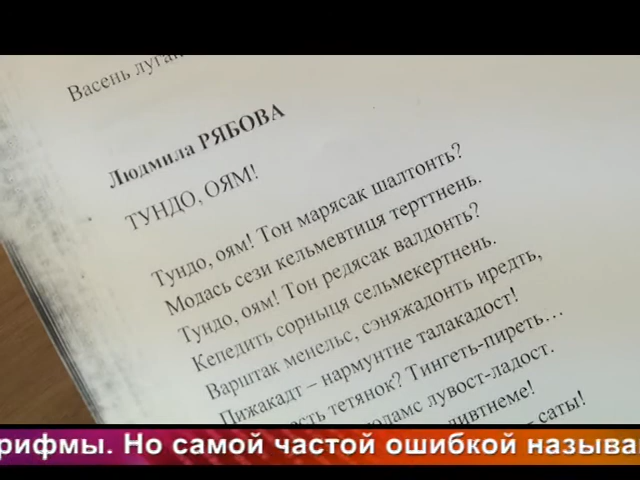 Васень
Людмила РЯБОВА
ТУНДО, ОЯМ!
Тундо, оям! Тон марясак шалтонть?
Модась сези кельмевтиця терттнень.
Тундо, оям! Тон редясак валдонть?
Кепедить сорныця сельмекертнень.
Варштак менельс, сэняжадонть иредть,
Пижакадт – нармунтне талакадост!
тетянок? Тингеть-пиреть…
лувост-ладост.
– саты!
рифмы. Но самой частой ошибкой называ